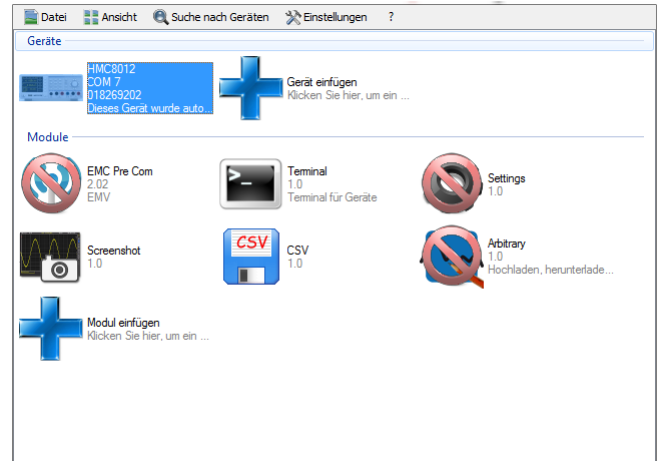 Datei Ansicht Suche nach Geräten Einstellungen ?
Geräte
HMC8012
COM 7
018269202
Dieses Gerät wurde auto...
Gerät einfügen
Klicken Sie hier, um ein ...
Module
EMC Pre Com
2.02
EMV
Terminal
1.0
Terminal für Geräte
Settings
1.0
Screenshot
1.0
CSV
CSV
1.0
Arbitrary
1.0
Hochladen, herunterlade...
Modul einfügen
Klicken Sie hier, um ein ...